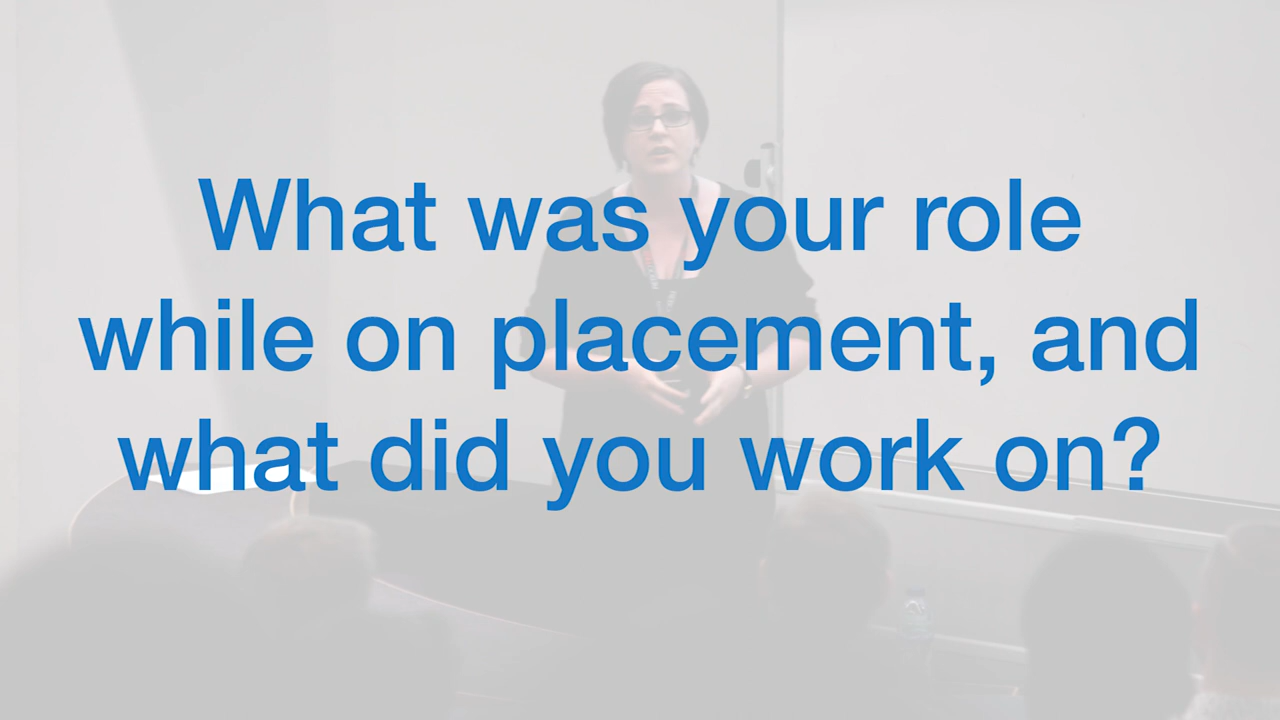 What was your role
while on placement, and
what did you work on?